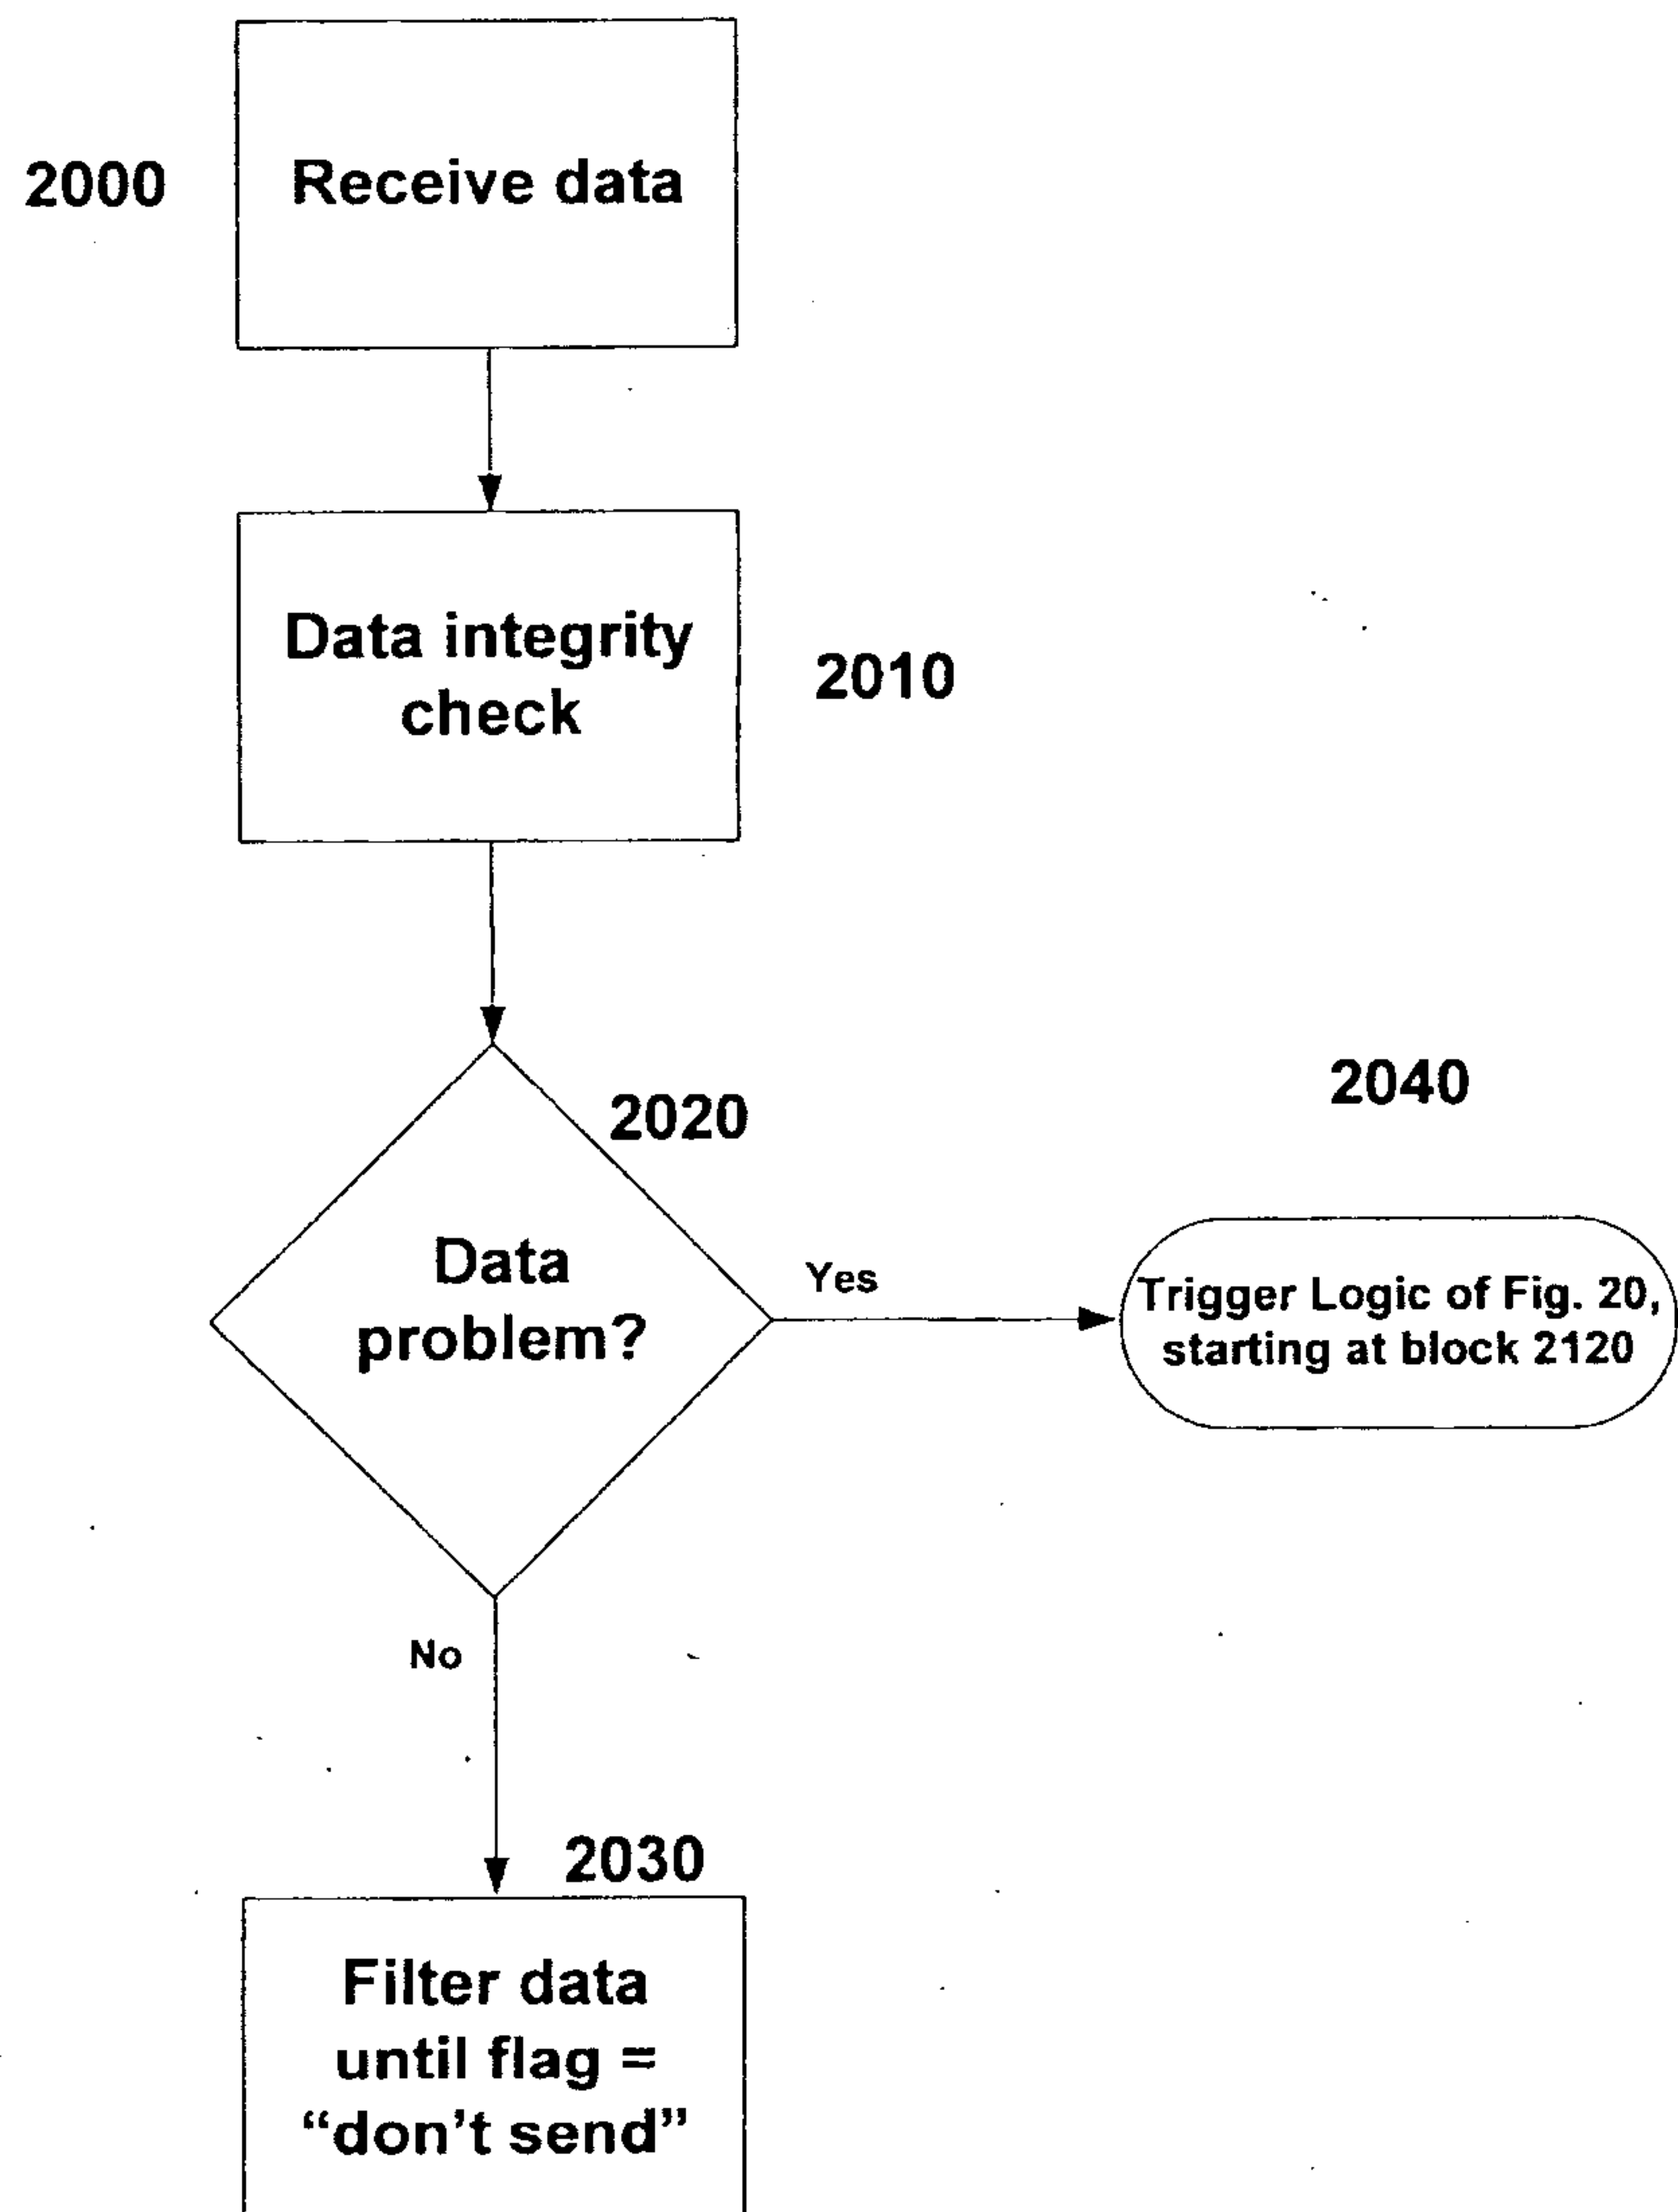 2000
Receive data
Data integrity
check
2010
2020
Data
problem?
Yes
2040
Trigger Logic of Fig. 20,
starting at block 2120
No
2030
Filter data
until flag =
“don’t send”